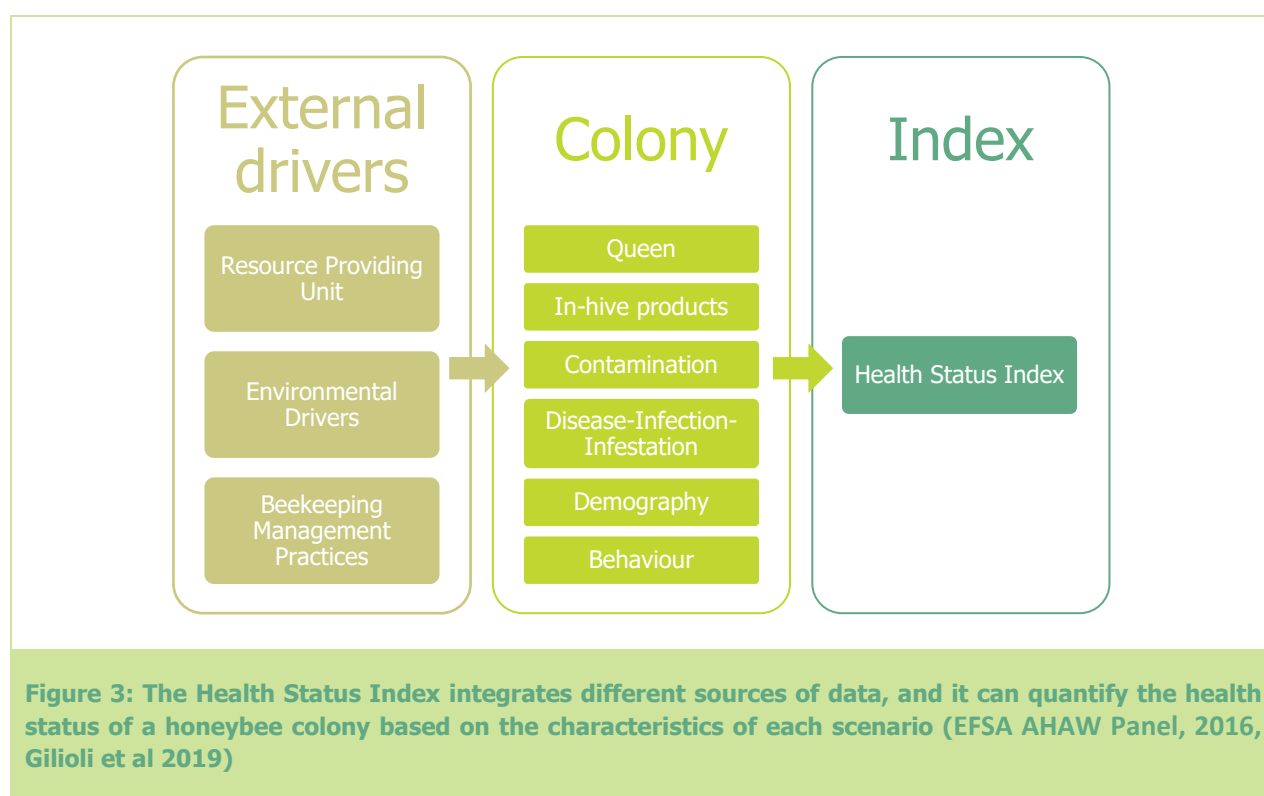 External
drivers
Resource Providing
Unit
Environmental
Drivers
Beekeeping
Management
Practices
Colony
Queen
In-hive products
Contamination
Disease-Infection-
Infestation
Demography
Behaviour
Index
Health Status Index
Figure 3: The Health Status Index integrates different sources of data, and it can quantify the health
status of a honeybee colony based on the characteristics of each scenario (EFSA AHAW Panel, 2016,
Gilioli et al 2019)